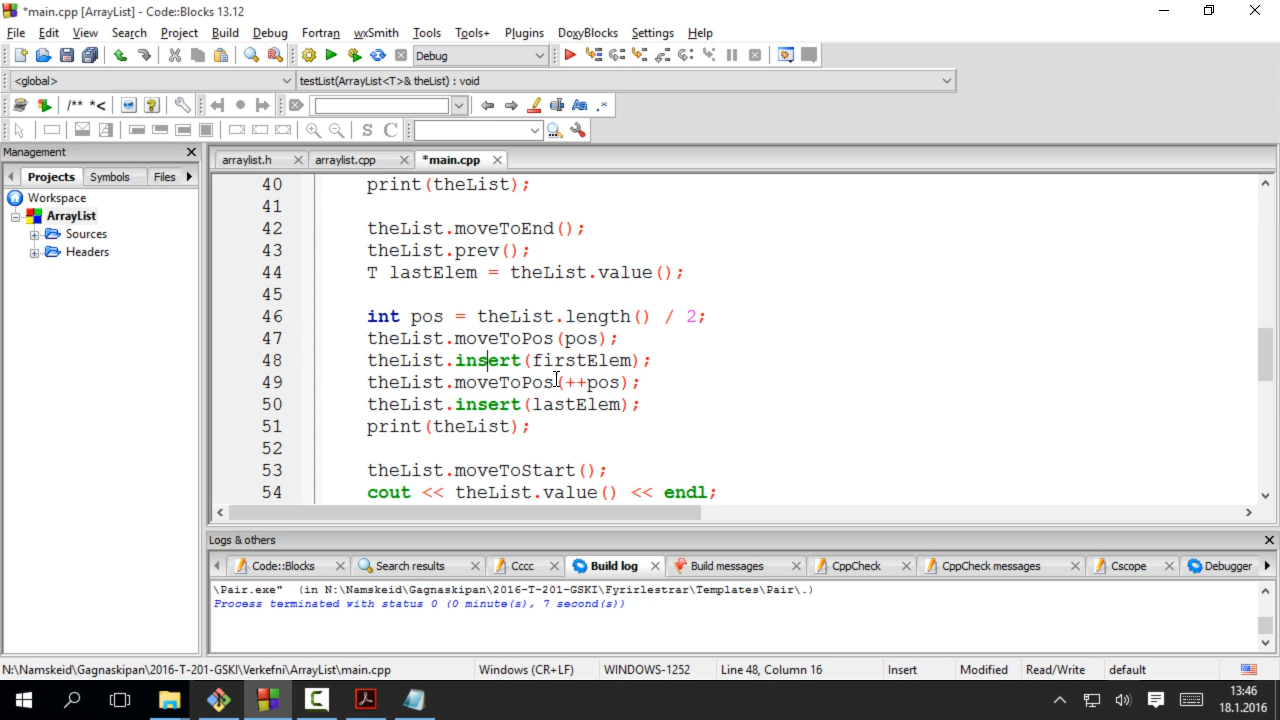 *main.cpp [ArrayList] - Code::Blocks 13.12
File Edit View Search Project Build Debug Fortran wxSmith Tools Tools+ Plugins DoxyBlocks Settings Help
Debug
<global> testList(ArrayList<T>& theList) : void
/** *<
S C
Management
Projects Symbols Files
Workspace
ArrayList
Sources
Headers
arraylist.h arraylist.cpp *main.cpp
40 print(theList);
41
42 theList.moveToEnd();
43 theList.prev();
44 T lastElem = theList.value();
45
46 int pos = theList.length() / 2;
47 theList.moveToPos(pos);
48 theList.insert(firstElem);
49 theList.moveToPos(++pos);
50 theList.insert(lastElem);
51 print(theList);
52
53 theList.moveToStart();
54 cout << theList.value() << endl;
Logs & others
Code::Blocks Search results Cccc Build log Build messages CppCheck CppCheck messages Cscope Debugger
\Pair.exe" (in N:\Namskeid\Gagnaskipan\2016-T-201-GSKI\Fyrirlestrar\Templates\Pair\.)
Process terminated with status 0 (0 minute(s), 7 second(s))
N:\Namskeid\Gagnaskipan\2016-T-201-GSKI\Verkefni\ArrayList\main.cpp Windows (CR+LF) WINDOWS-1252 Line 48, Column 16 Insert Modified Read/Write default
13:46
18.1.2016